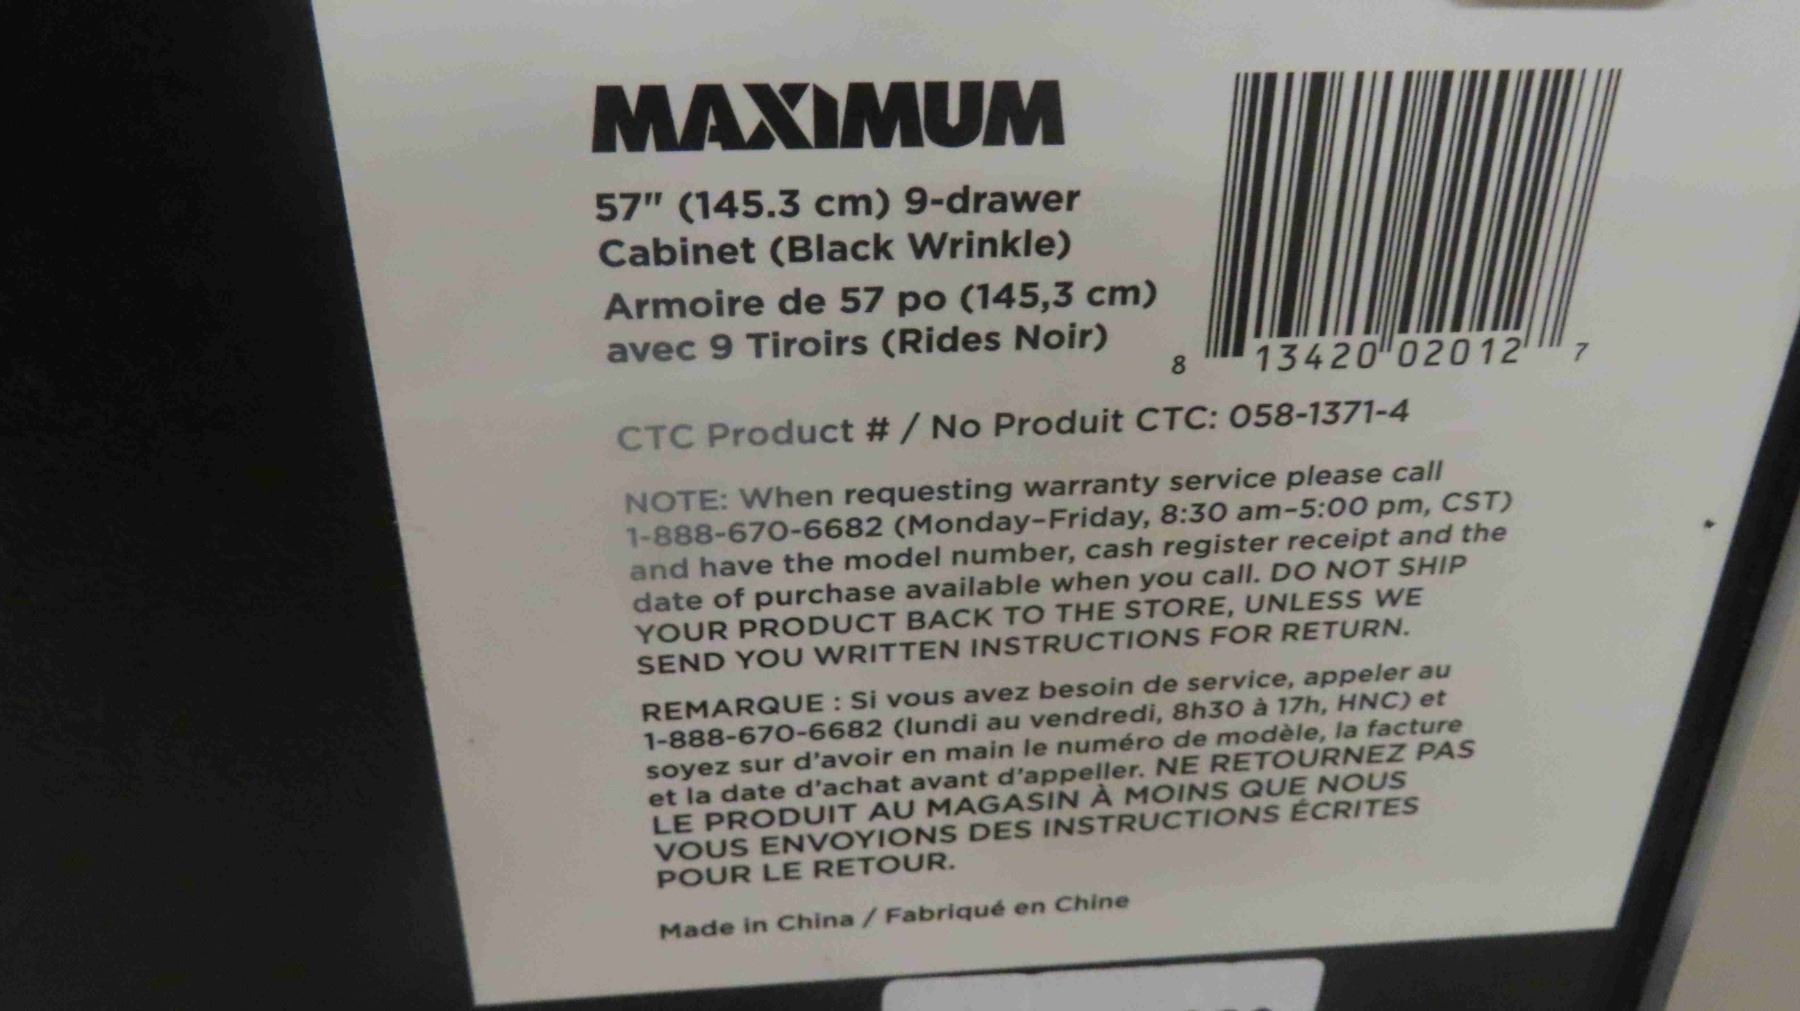 MAXIMUM
57" (145.3 cm) 9-drawer
Cabinet (Black Wrinkle)
Armoire de 57 po (145,3 cm)
avec 9 Tiroirs (Rides Noir)
8 13420 02012 7
CTC Product # / No Produit CTC: 058-1371-4
NOTE: When requesting warranty service please call
1-888-670-6682 (Monday-Friday, 8:30 am-5:00 pm, CST)
and have the model number, cash register receipt and the
date of purchase available when you call. DO NOT SHIP
YOUR PRODUCT BACK TO THE STORE, UNLESS WE
SEND YOU WRITTEN INSTRUCTIONS FOR RETURN.
REMARQUE : Si vous avez besoin de service, appeler au
1-888-670-6682 (lundi au vendredi, 8h30 à 17h, HNC) et
soyez sur d'avoir en main le numéro de modèle, la facture
et la date d'achat avant d'appeller. NE RETOURNEZ PAS
LE PRODUIT AU MAGASIN À MOINS QUE NOUS
VOUS ENVOYIONS DES INSTRUCTIONS ÉCRITES
POUR LE RETOUR.
Made in China / Fabriqué en Chine